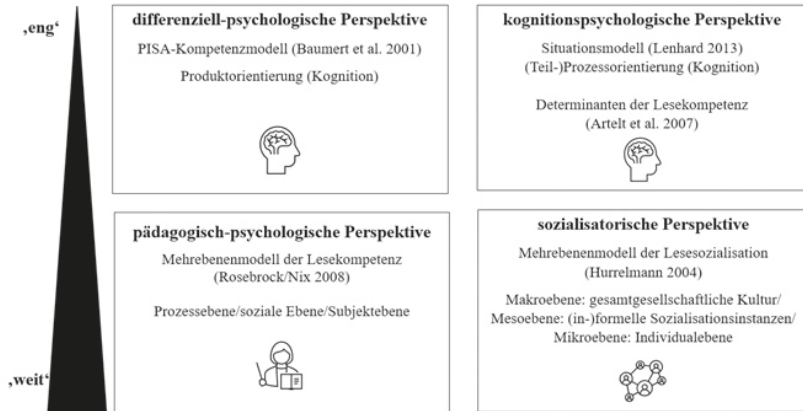 ‚eng‘
differenziell-psychologische Perspektive
PISA-Kompetenzmodell (Baumert et al. 2001)
Produktorientierung (Kognition)
kognitionspsychologische Perspektive
Situationsmodell (Lenhard 2013)
(Teil-)Prozessorientierung (Kognition)
Determinanten der Lesekompetenz
(Artelt et al. 2007)
pädagogisch-psychologische Perspektive
Mehrebenenmodell der Lesekompetenz
(Rosebrock/Nix 2008)
Prozessebene/soziale Ebene/Subjektebene
sozialisatorische Perspektive
Mehrebenenmodell der Lesesozialisation
(Hurrelmann 2004)
Makroebene: gesamtgesellschaftliche Kultur/
Mesoebene: (in-)formelle Sozialisationsinstanzen/
Mikroebene: Individualebene
‚weit‘